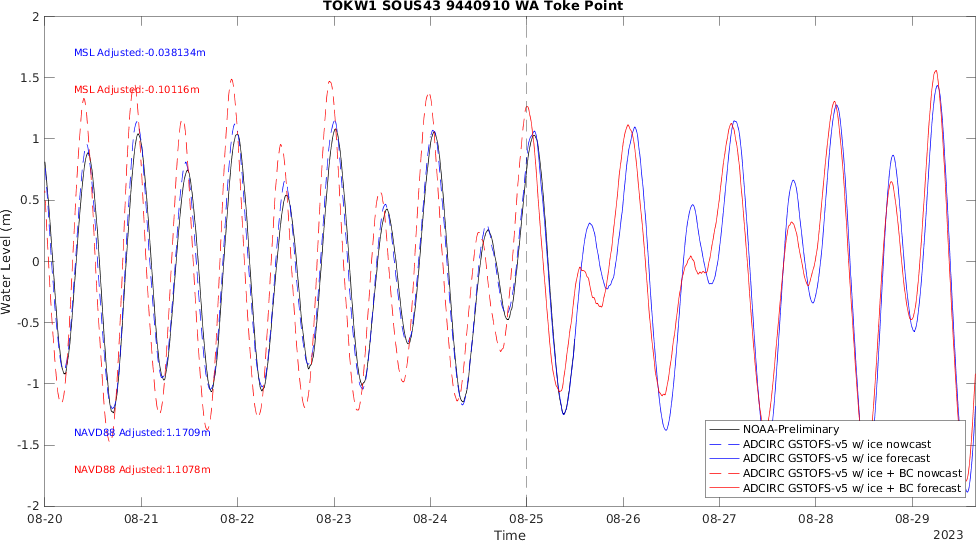 TOKW1 SOUS43 9440910 WA Toke Point
2
1.5
1
0.5
0
-0.5
-1
-1.5
-2
Water Level (m)
MSL Adjusted:-0.038134m
MSL Adjusted:-0.10116m
NAVD88 Adjusted:1.1709m
NAVD88 Adjusted:1.1078m
NOAA-Preliminary
ADCIRC GSTOFS-v5 w/ ice nowcast
ADCIRC GSTOFS-v5 w/ ice forecast
ADCIRC GSTOFS-v5 w/ ice + BC nowcast
ADCIRC GSTOFS-v5 w/ ice + BC forecast
08-20 08-21 08-22 08-23 08-24 08-25 08-26 08-27 08-28 08-29
Time
2023